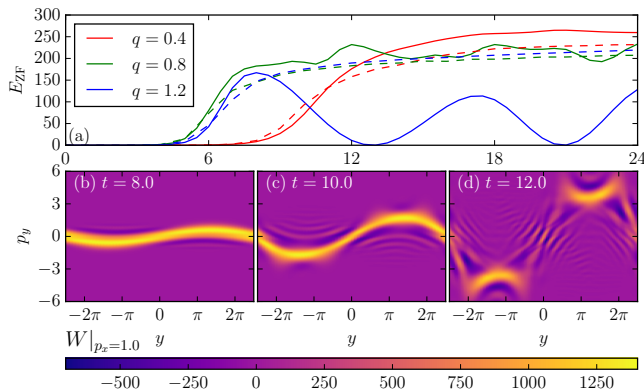 300
250
200
150
100
50
0
E_ZF
q = 0.4
q = 0.8
q = 1.2
(a)
0 6 12 18 24
6
3
0
−3
−6
p_y
(b) t = 8.0
(c) t = 10.0
(d) t = 12.0
−2π −π 0 π 2π
−2π −π 0 π 2π
−2π −π 0 π 2π
y y y
W|_{p_x=1.0}
−500 −250 0 250 500 750 1000 1250